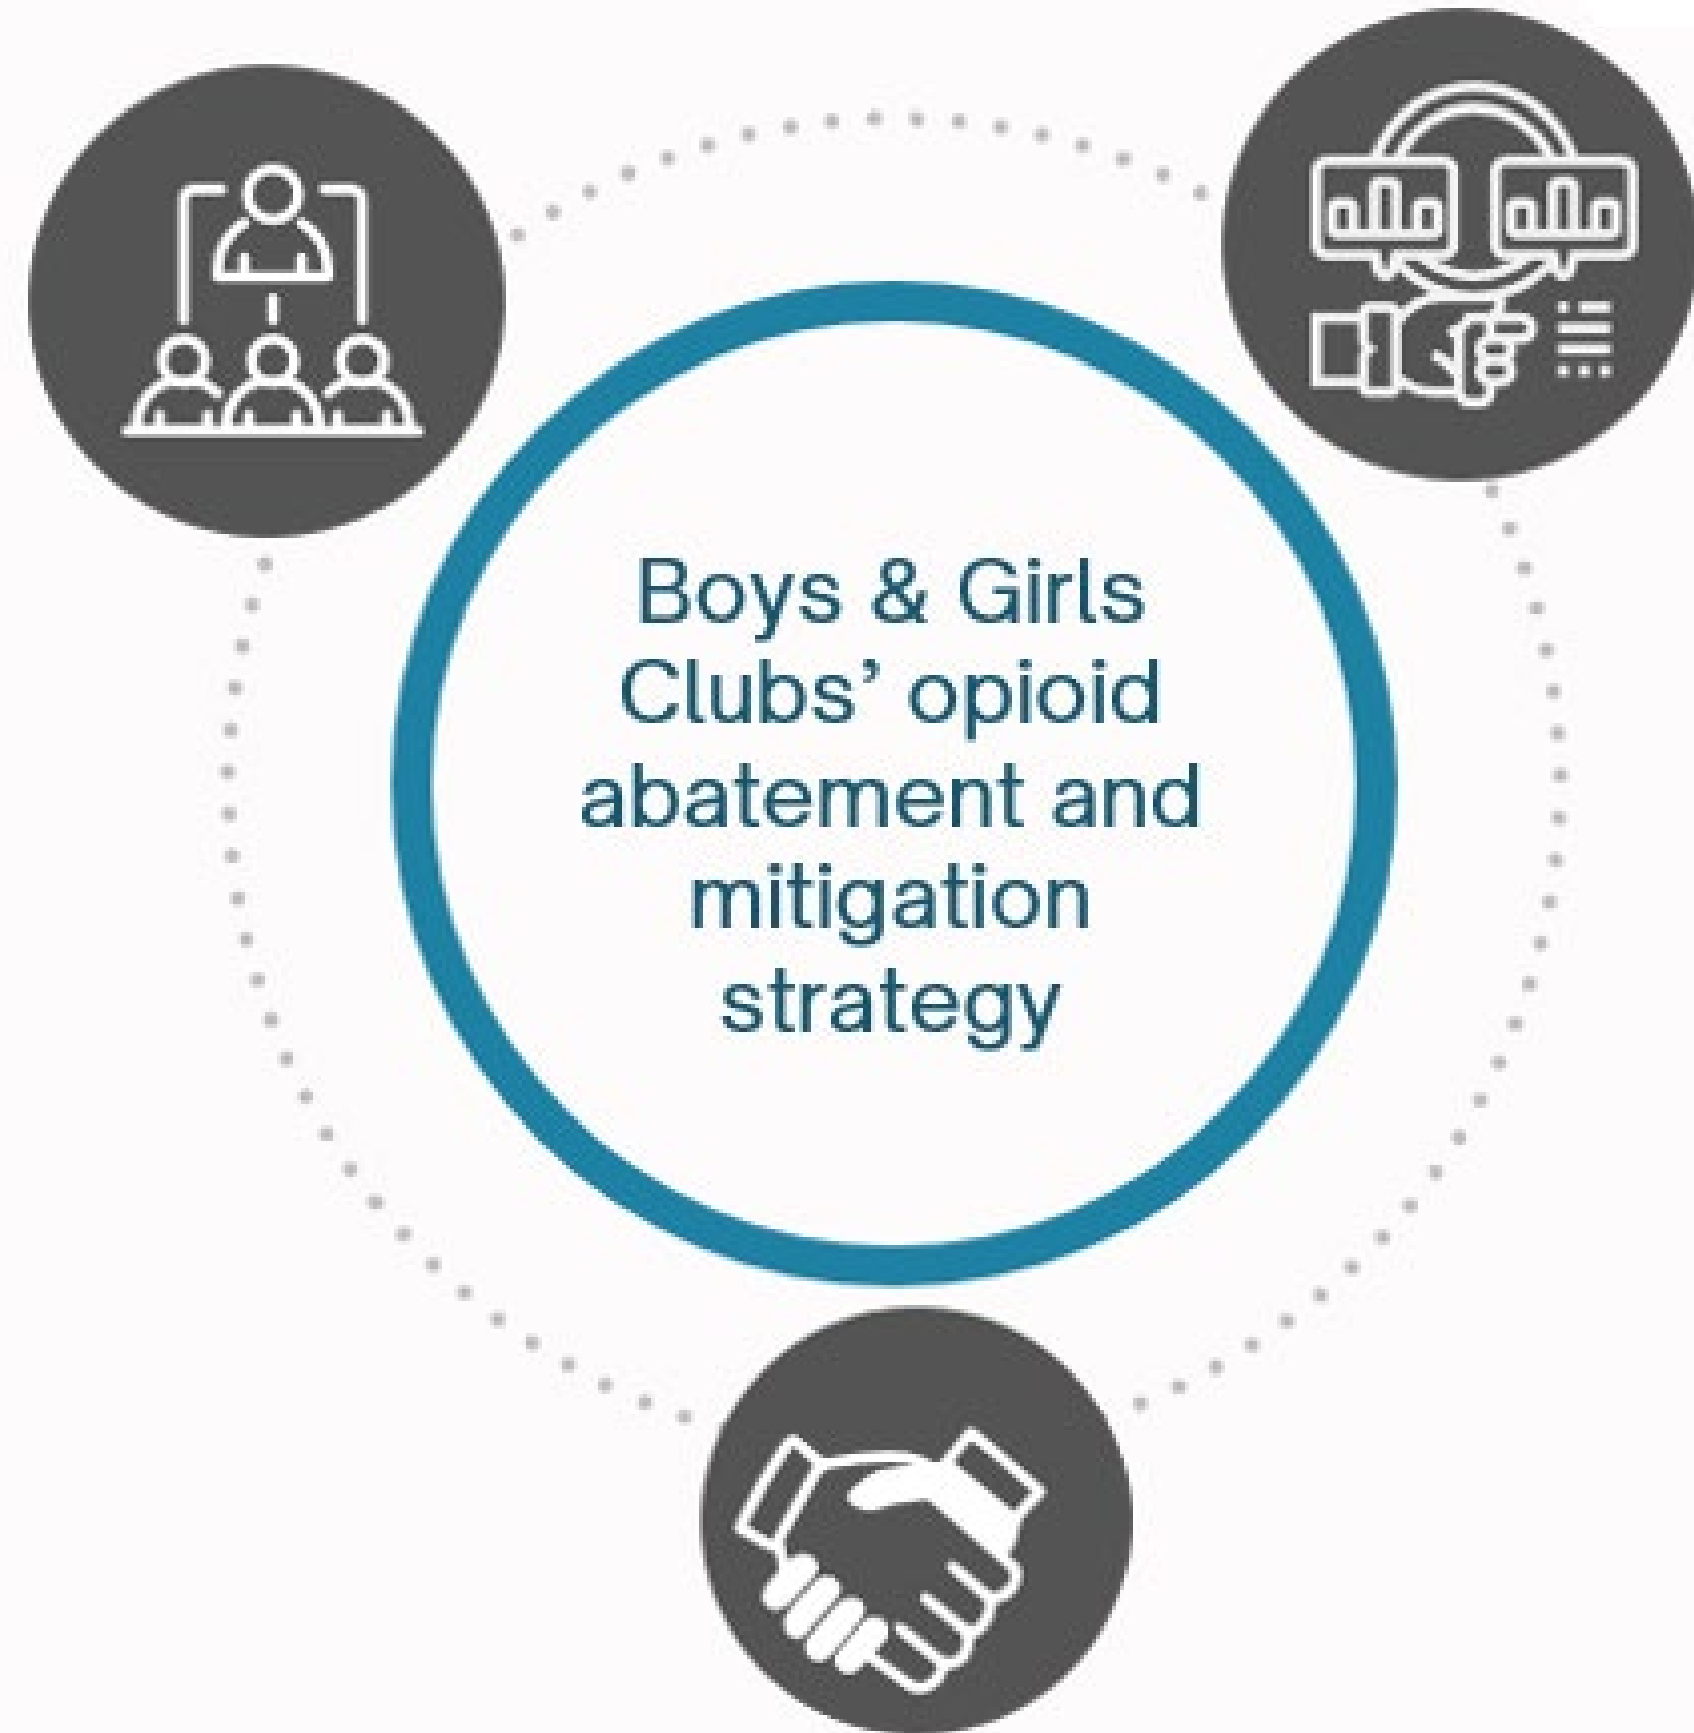 Boys & Girls
Clubs’ opioid
abatement and
mitigation
strategy